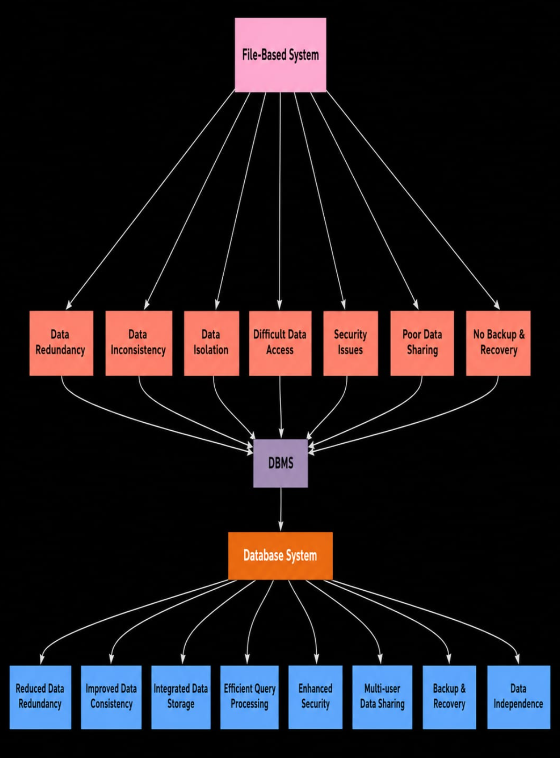 File-Based System
Data
Redundancy
Data
Inconsistency
Data
Isolation
Difficult Data
Access
Security
Issues
Poor Data
Sharing
No Backup &
Recovery
DBMS
Database System
Reduced Data
Redundancy
Improved Data
Consistency
Integrated Data
Storage
Efficient Query
Processing
Enhanced
Security
Multi-user
Data Sharing
Backup &
Recovery
Data
Independence